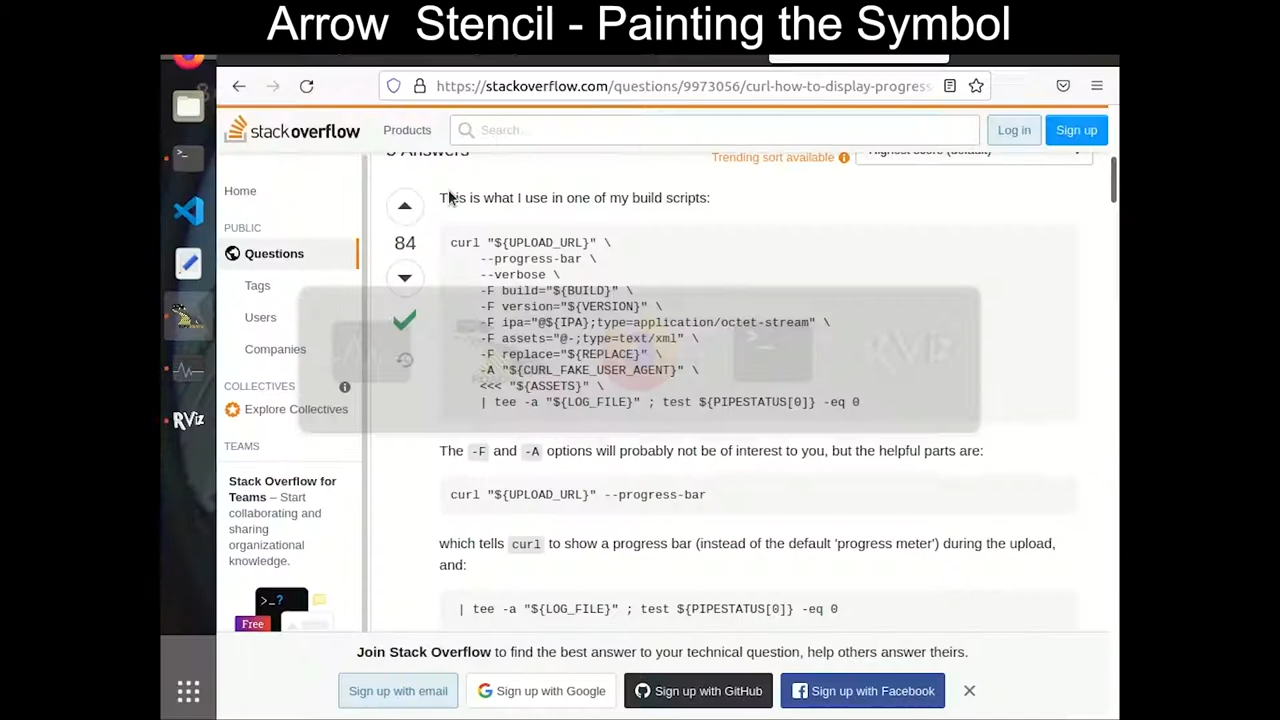 Arrow Stencil - Painting the Symbol
https://stackoverflow.com/questions/9973056/curl-how-to-display-progress-
stackoverflow
Products
Search...
Log in
Sign up
Answers
Trending sort available
Highest score (default)
Home
PUBLIC
Questions
Tags
Users
Companies
COLLECTIVES
Explore Collectives
TEAMS
Stack Overflow for
Teams – Start
collaborating and
sharing
organizational
knowledge.
>_?
Free
84
This is what I use in one of my build scripts:
curl "${UPLOAD_URL}" \
--progress-bar \
--verbose \
-F build="${BUILD}" \
-F version="${VERSION}" \
-F ipa="@${IPA};type=application/octet-stream" \
-F assets="@-;type=text/xml" \
-F replace="${REPLACE}" \
-A "${CURL_FAKE_USER_AGENT}" \
<<< "${ASSETS}" \
| tee -a "${LOG_FILE}" ; test ${PIPESTATUS[0]} -eq 0
The -F and -A options will probably not be of interest to you, but the helpful parts are:
curl "${UPLOAD_URL}" --progress-bar
which tells curl to show a progress bar (instead of the default 'progress meter') during the upload,
and:
| tee -a "${LOG_FILE}" ; test ${PIPESTATUS[0]} -eq 0
RViz
RViz
Join Stack Overflow to find the best answer to your technical question, help others answer theirs.
Sign up with email
Sign up with Google
Sign up with GitHub
Sign up with Facebook